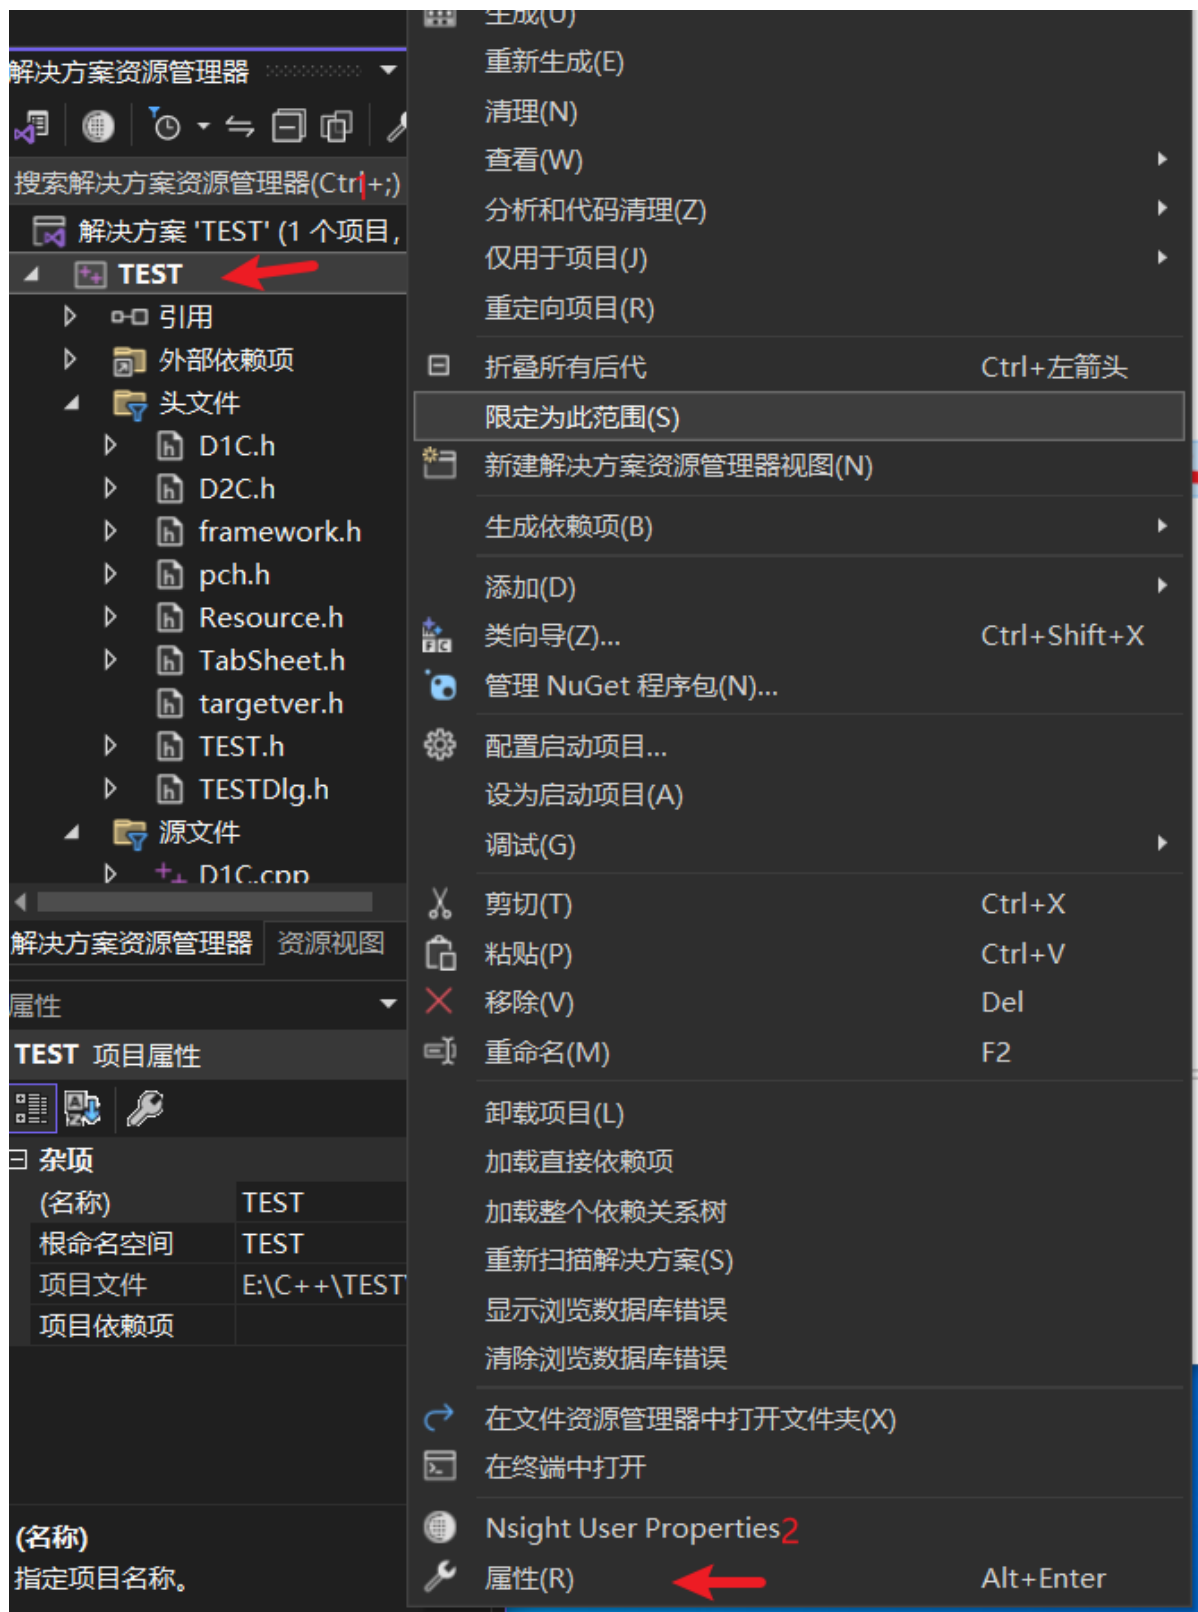 解决方案资源管理器
搜索解决方案资源管理器(Ctrl+;)
1
解决方案 'TEST' (1 个项目,
TEST
引用
外部依赖项
头文件
D1C.h
D2C.h
framework.h
pch.h
Resource.h
TabSheet.h
targetver.h
TEST.h
TESTDlg.h
源文件
D1C.cpp
解决方案资源管理器 资源视图
属性
TEST 项目属性
杂项
(名称) TEST
根命名空间 TEST
项目文件 E:\C++\TEST\
项目依赖项
(名称)
指定项目名称。
生成(U)
重新生成(E)
清理(N)
查看(W)
分析和代码清理(Z)
仅用于项目(J)
重定向项目(R)
折叠所有后代 Ctrl+左箭头
限定为此范围(S)
新建解决方案资源管理器视图(N)
生成依赖项(B)
添加(D)
类向导(Z)... Ctrl+Shift+X
管理 NuGet 程序包(N)...
配置启动项目...
设为启动项目(A)
调试(G)
剪切(T) Ctrl+X
粘贴(P) Ctrl+V
移除(V) Del
重命名(M) F2
卸载项目(L)
加载直接依赖项
加载整个依赖关系树
重新扫描解决方案(S)
显示浏览数据库错误
清除浏览数据库错误
在文件资源管理器中打开文件夹(X)
在终端中打开
Nsight User Properties 2
属性(R) Alt+Enter